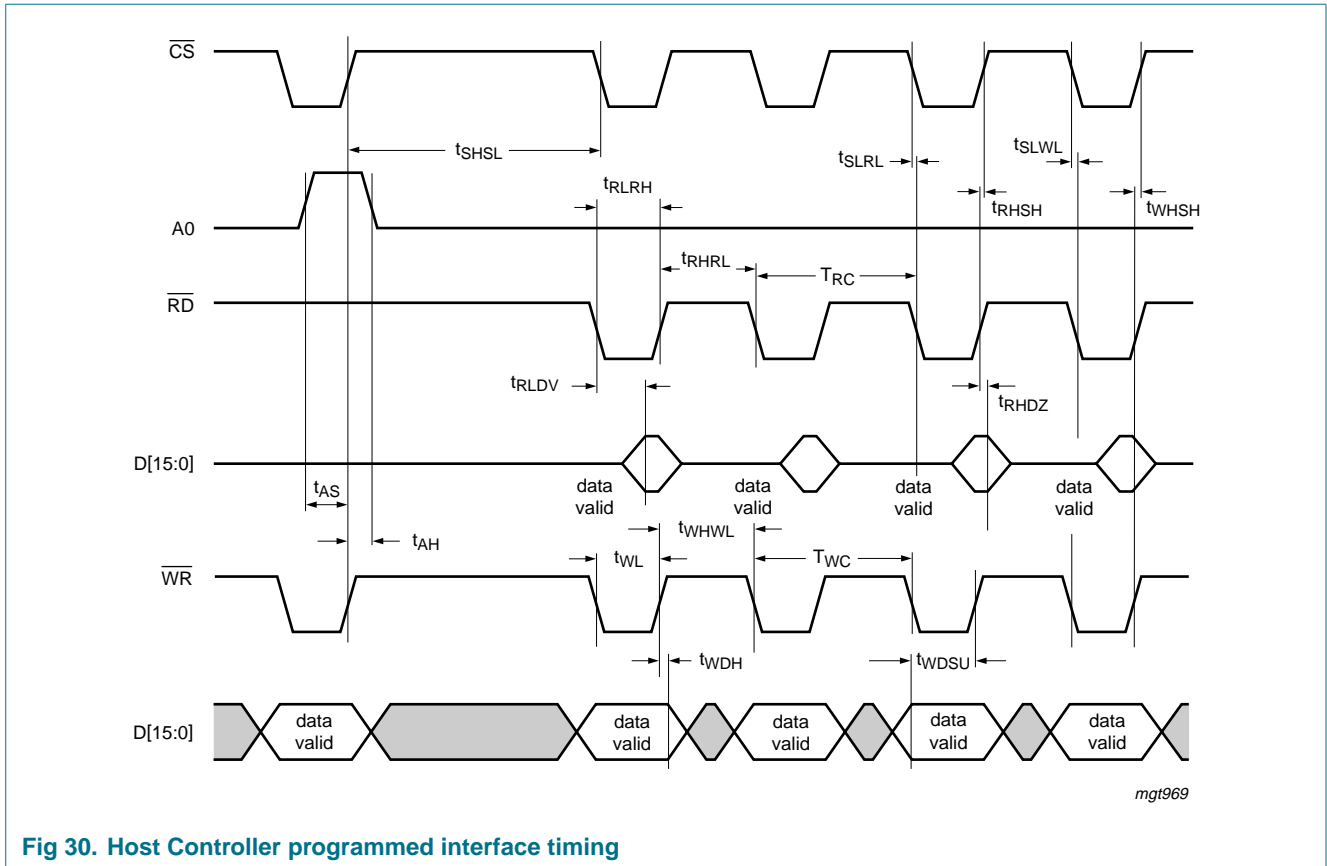 CS
tSHSL
tSLRL
tSLWL
tRLRH
tRHSH
tWHSH
A0
tRHRL
TRC
RD
tRLDV
tRHDZ
D[15:0]
tAS
data valid
data valid
data valid
data valid
tWHWL
tAH
tWL
TWC
WR
tWDH
tWDSU
D[15:0]
data valid
data valid
data valid
data valid
data valid
mgt969
Fig 30. Host Controller programmed interface timing